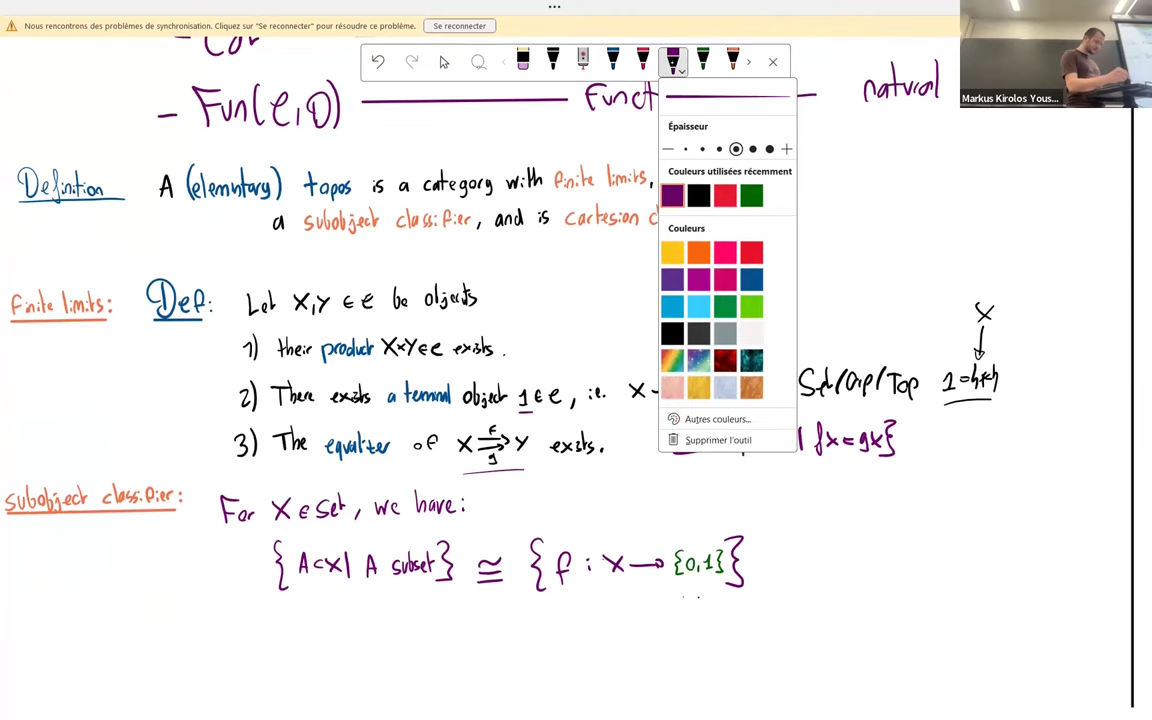 Nous rencontrons des problèmes de synchronisation. Cliquez sur "Se reconnecter" pour résoudre ce problème. Se reconnecter
Markus Kirolos Yous...
- Fun(C,D) Funct natural
Épaisseur
Couleurs utilisées récemment
Couleurs
Autres couleurs...
Supprimer l'outil
Definition A (elementary) topos is a category with finite limits,
a subobject classifier, and is cartesian c
Finite limits: Def: Let X,Y ∈ C be objects
1) their product X×Y∈C exists.
2) There exists a terminal object 1∈C, i.e. X Set/Grp/Top 1={*}
X
↓
3) The equalizer of X ⇉ Y exists. | fx=gx}
f
g
subobject classifier: For X ∈ Set, we have:
{A⊂X| A subset} ≅ {f : X → {0,1}}